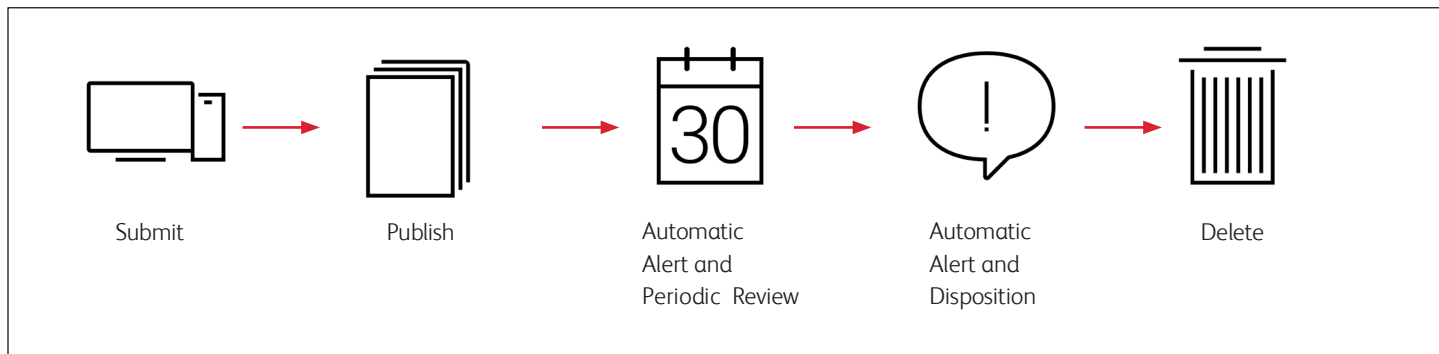 30
!
Submit
Publish
Automatic
Alert and
Periodic Review
Automatic
Alert and
Disposition
Delete